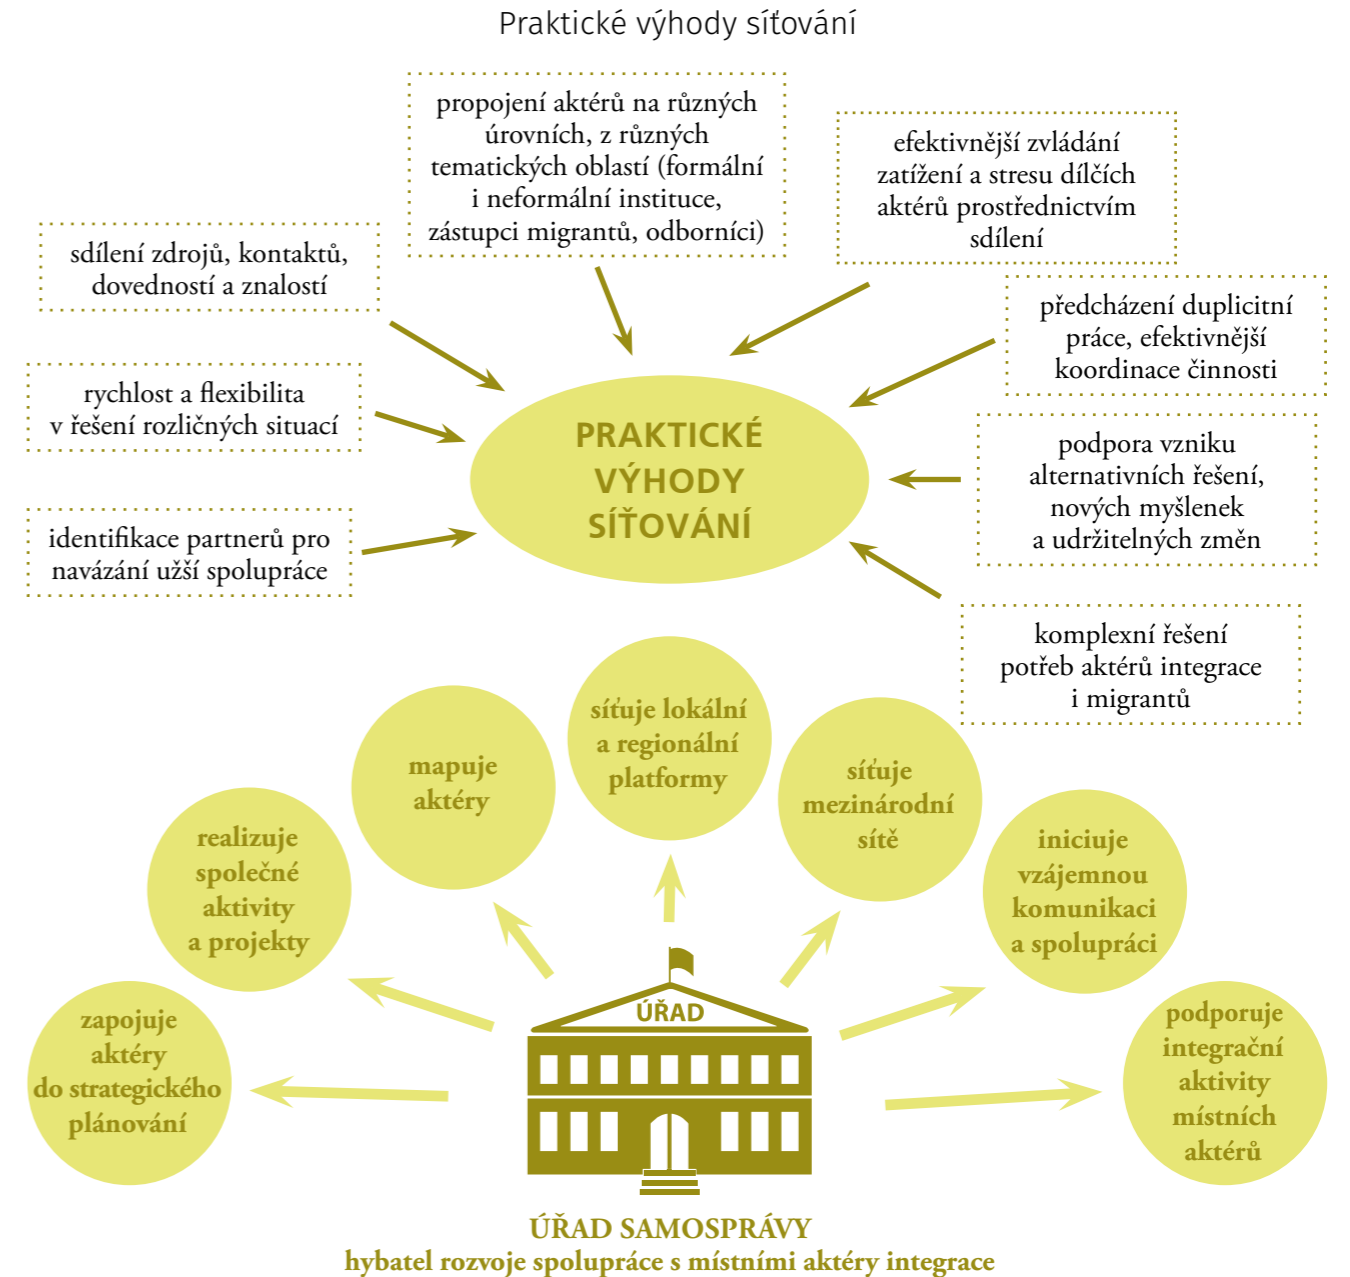 Praktické výhody síťování
propojení aktérů na různých
úrovních, z různých
tematických oblastí (formální
i neformální instituce,
zástupci migrantů, odborníci)
efektivnější zvládání
zatížení a stresu dílčích
aktérů prostřednictvím
sdílení
sdílení zdrojů, kontaktů,
dovedností a znalostí
předcházení duplicitní
práce, efektivnější
koordinace činnosti
rychlost a flexibilita
v řešení rozličných situací
PRAKTICKÉ
VÝHODY
SÍŤOVÁNÍ
podpora vzniku
alternativních řešení,
nových myšlenek
a udržitelných změn
identifikace partnerů pro
navázání užší spolupráce
komplexní řešení
potřeb aktérů integrace
i migrantů
zapojuje
aktéry
do strategického
plánování
realizuje
společné
aktivity
a projekty
mapuje
aktéry
síťuje lokální
a regionální
platformy
síťuje
mezinárodní
sítě
iniciuje
vzájemnou
komunikaci
a spolupráci
podporuje
integrační
aktivity
místních
aktérů
ÚŘAD
ÚŘAD SAMOSPRÁVY
hybatel rozvoje spolupráce s místními aktéry integrace